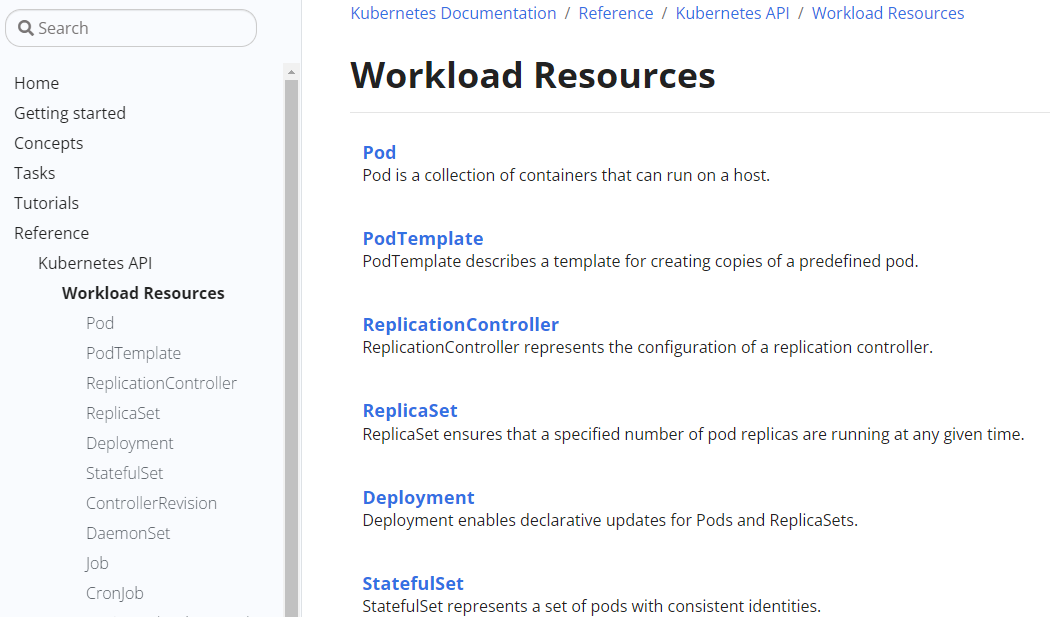 Search
Home
Getting started
Concepts
Tasks
Tutorials
Reference
Kubernetes API
Workload Resources
Pod
PodTemplate
ReplicationController
ReplicaSet
Deployment
StatefulSet
ControllerRevision
DaemonSet
Job
CronJob
Kubernetes Documentation / Reference / Kubernetes API / Workload Resources
Workload Resources
Pod
Pod is a collection of containers that can run on a host.
PodTemplate
PodTemplate describes a template for creating copies of a predefined pod.
ReplicationController
ReplicationController represents the configuration of a replication controller.
ReplicaSet
ReplicaSet ensures that a specified number of pod replicas are running at any given time.
Deployment
Deployment enables declarative updates for Pods and ReplicaSets.
StatefulSet
StatefulSet represents a set of pods with consistent identities.